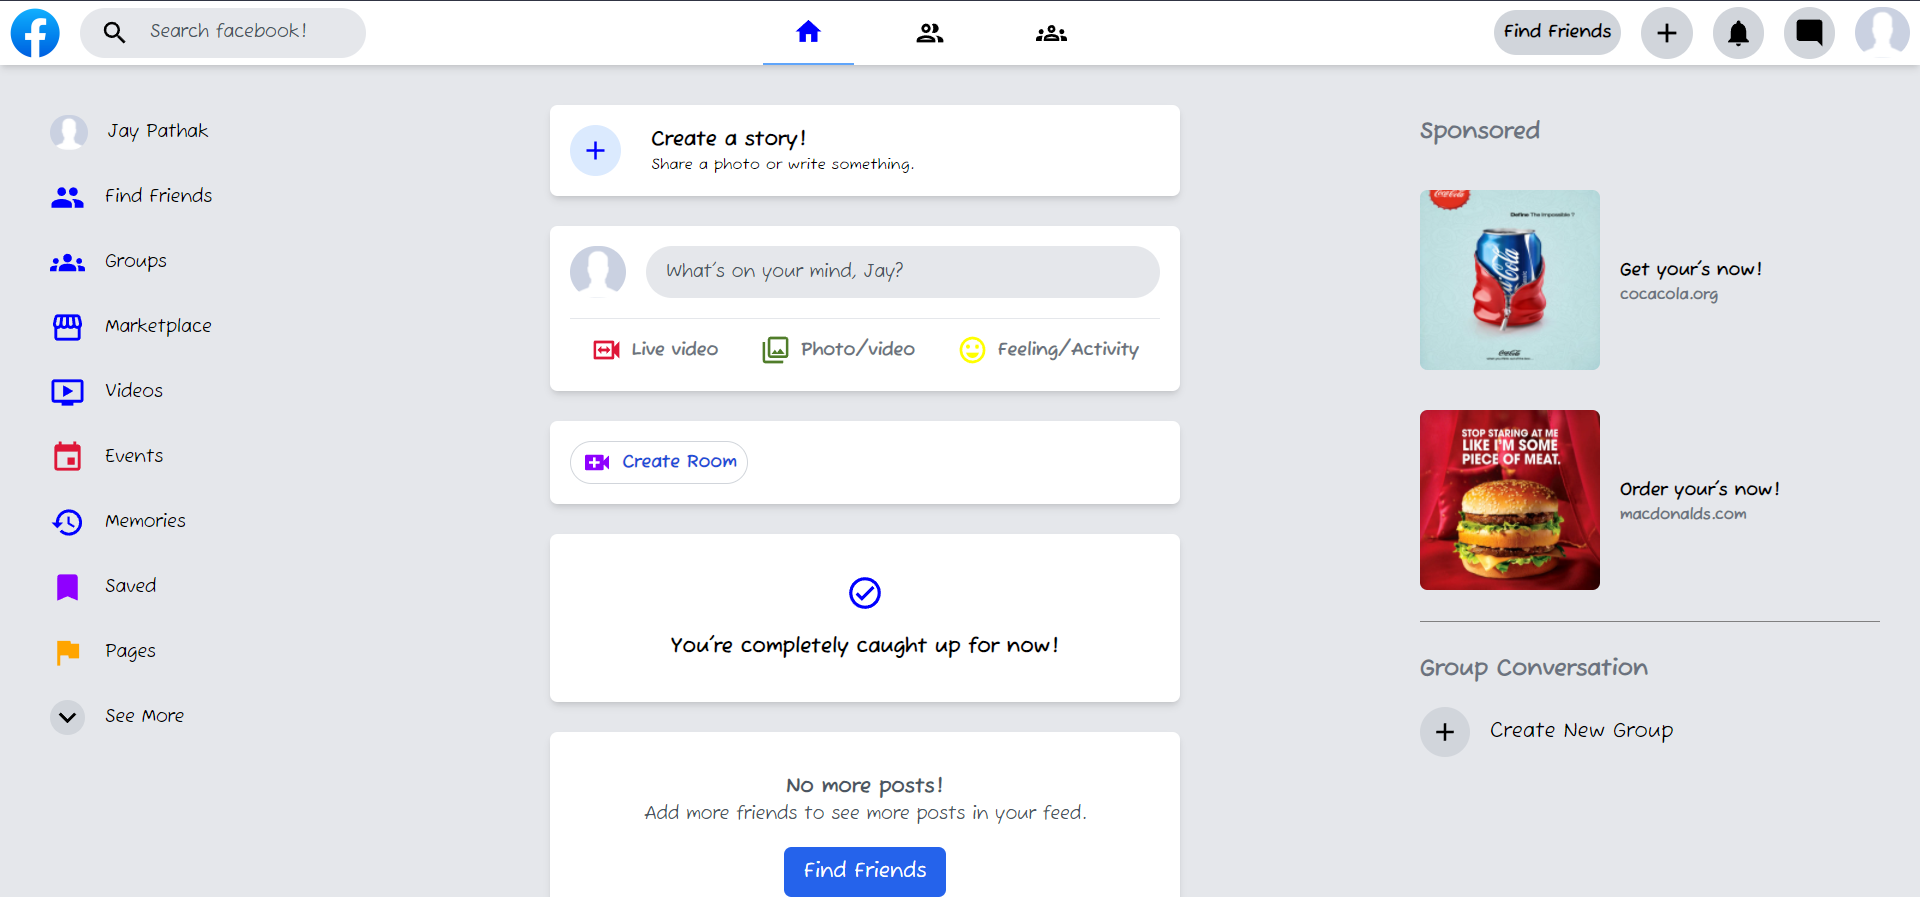 Search facebook!
Find Friends
Jay Pathak
Find Friends
Groups
Marketplace
Videos
Events
Memories
Saved
Pages
See More
Create a story!
Share a photo or write something.
What's on your mind, Jay?
Live video
Photo/video
Feeling/Activity
Create Room
You're completely caught up for now!
No more posts!
Add more friends to see more posts in your feed.
Find Friends
Sponsored
Define The Impossible ?
Get your's now!
cocacola.org
STOP STARING AT ME
LIKE I'M SOME
PIECE OF MEAT.
Order your's now!
macdonalds.com
Group Conversation
Create New Group